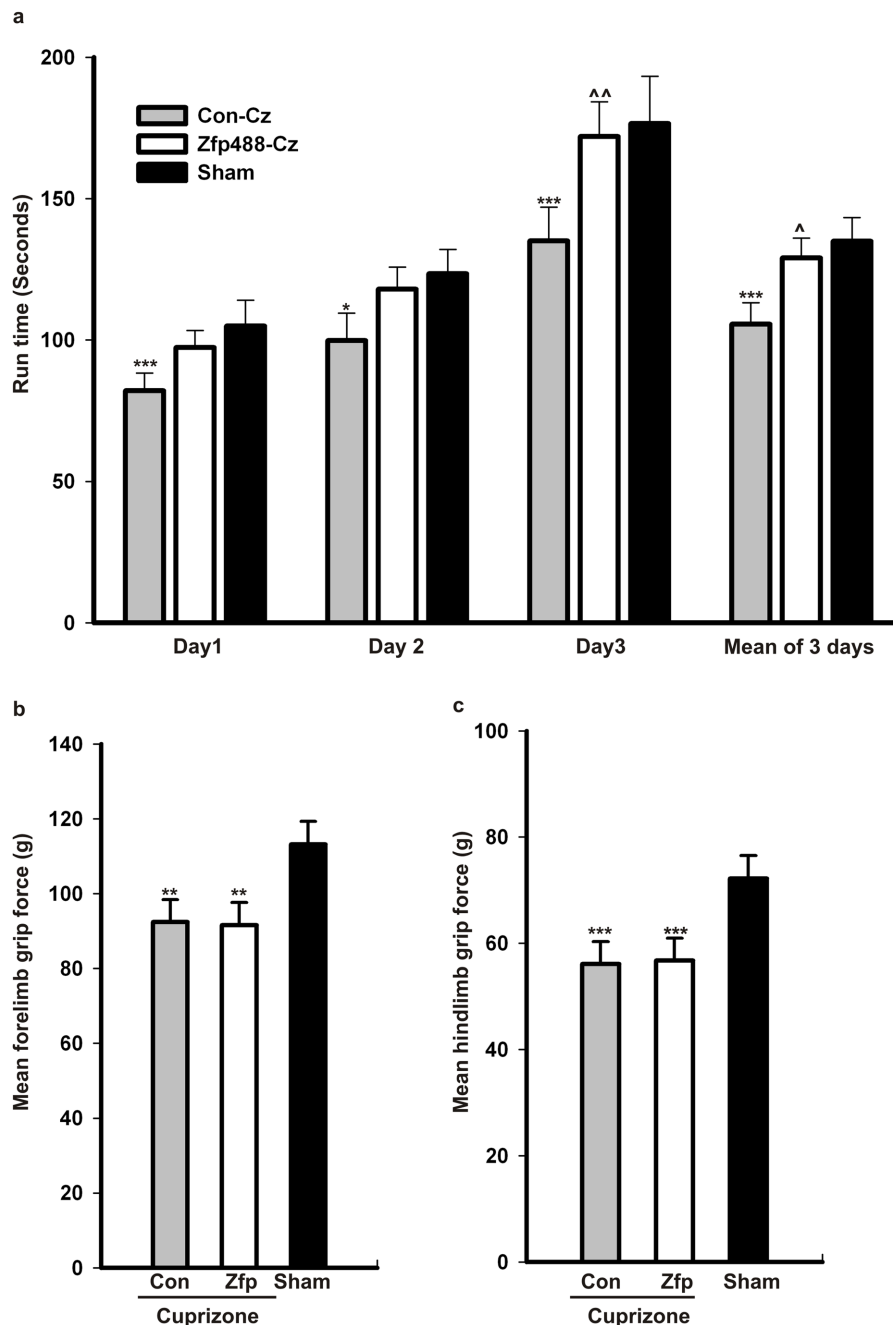 a
Run time (Seconds)
200
150
100
50
0
Con-Cz
Zfp488-Cz
Sham
***
*
***
^^
***
^
Day1 Day 2 Day3 Mean of 3 days
b
Mean forelimb grip force (g)
140
120
100
80
60
40
20
0
** **
Con Zfp Sham
Cuprizone
c
Mean hindlimb grip force (g)
100
80
60
40
20
0
*** ***
Con Zfp Sham
Cuprizone